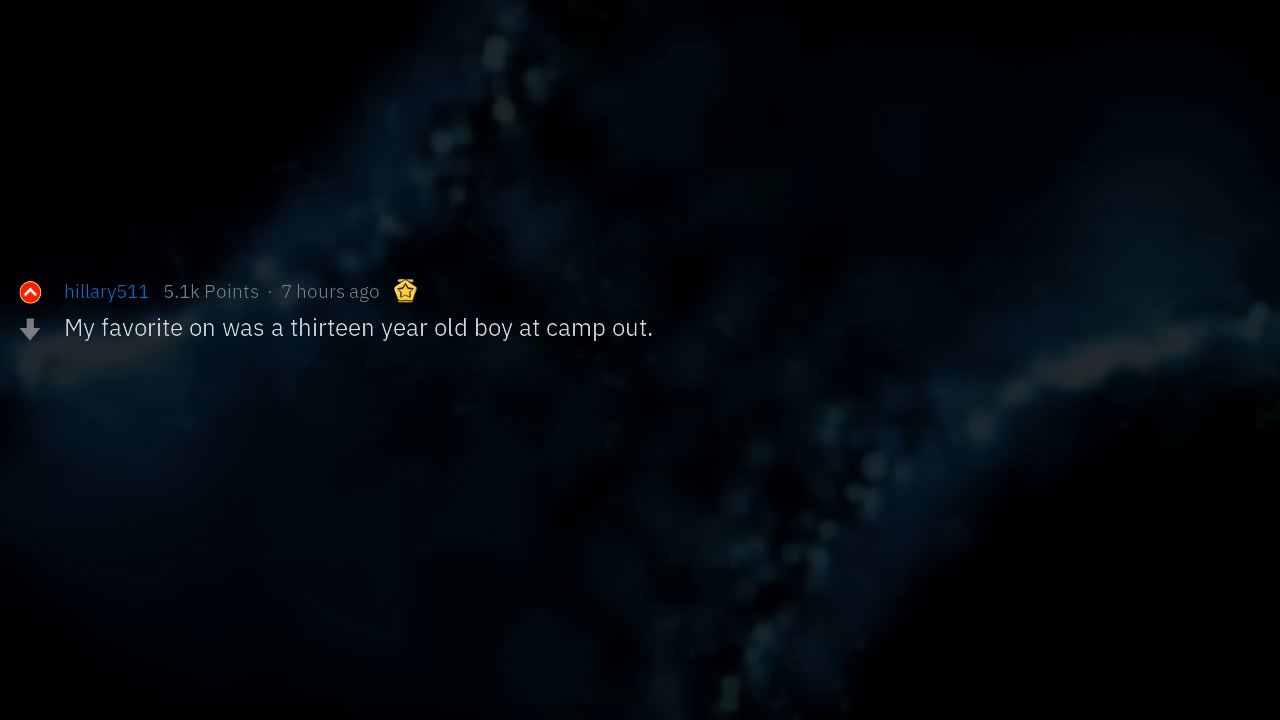 hillary511 5.1k Points · 7 hours ago
My favorite on was a thirteen year old boy at camp out.